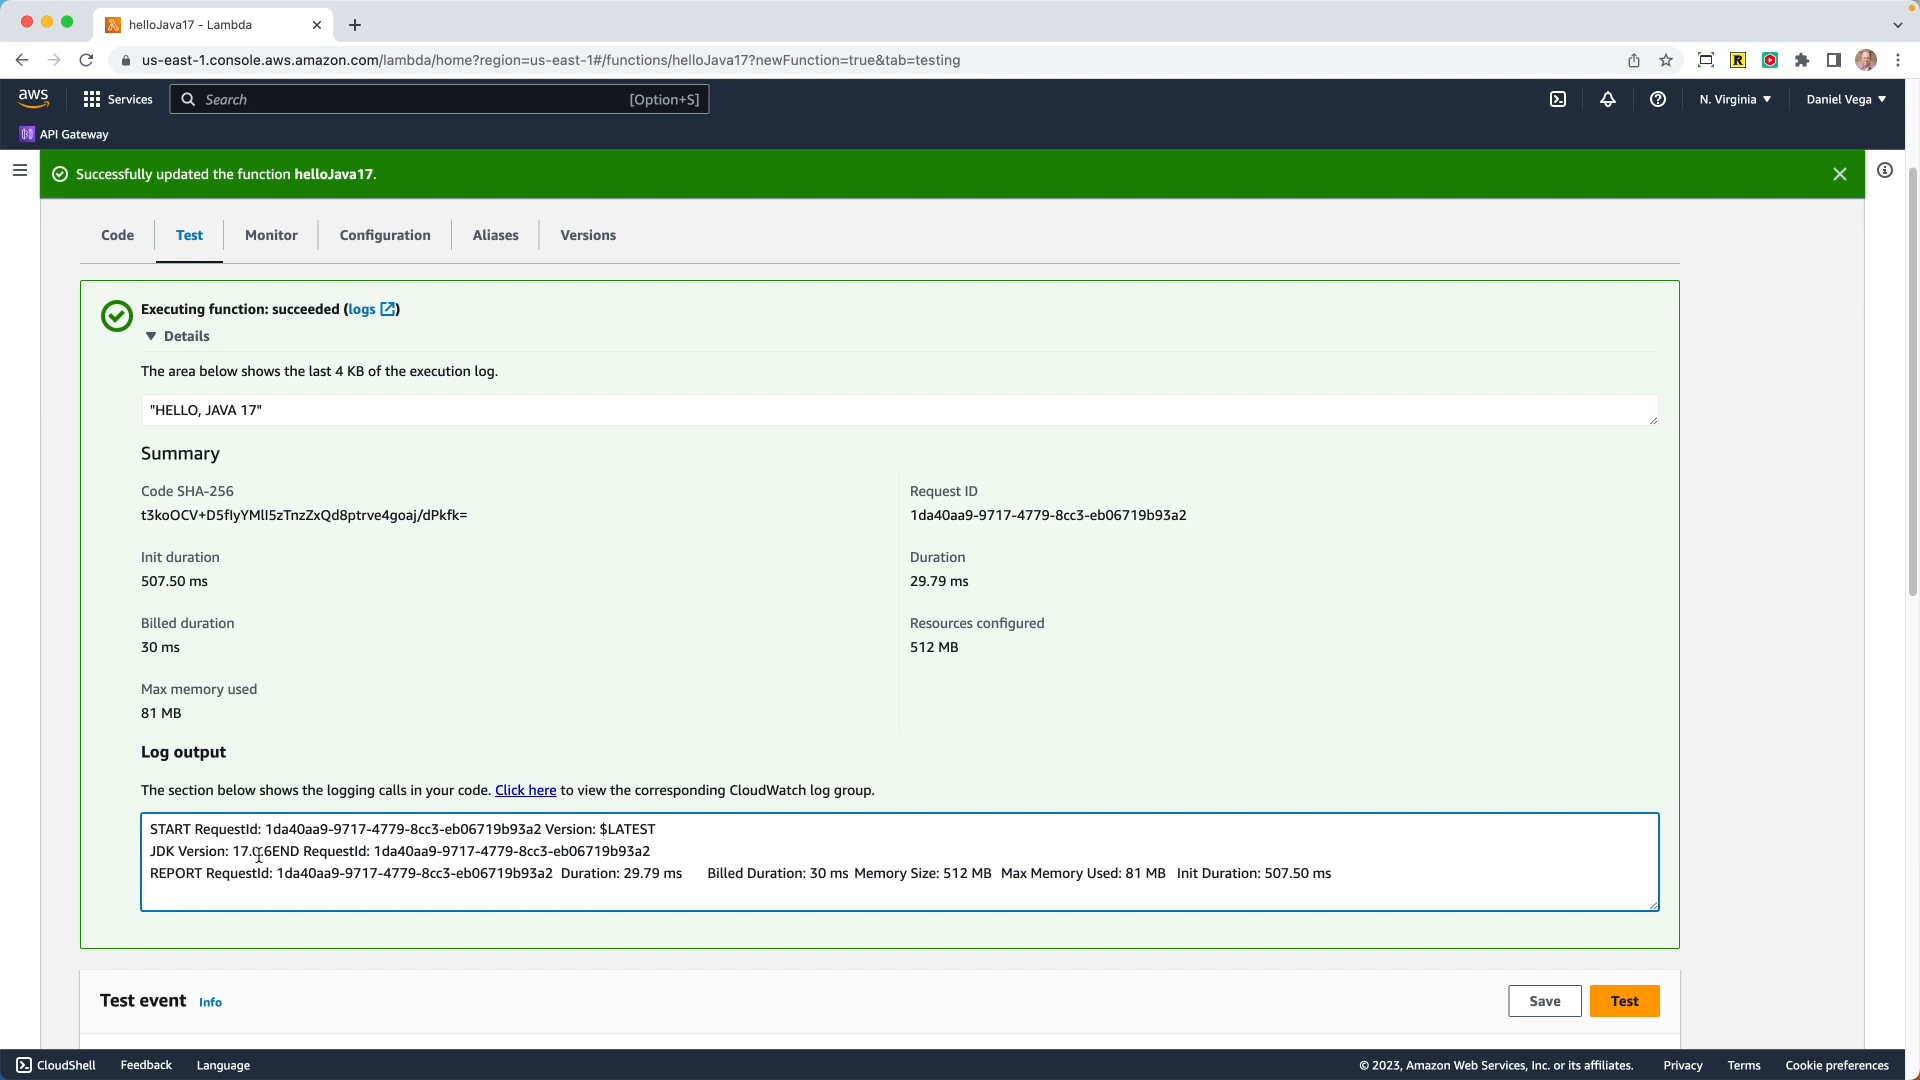 helloJava17 - Lambda
us-east-1.console.aws.amazon.com/lambda/home?region=us-east-1#/functions/helloJava17?newFunction=true&tab=testing
R
aws
Services
Search
[Option+S]
N. Virginia
Daniel Vega
API Gateway
Successfully updated the function helloJava17.
Code
Test
Monitor
Configuration
Aliases
Versions
Executing function: succeeded (logs)
Details
The area below shows the last 4 KB of the execution log.
"HELLO, JAVA 17"
Summary
Code SHA-256
Request ID
1da40aa9-9717-4779-8cc3-eb06719b93a2
Init duration
507.50 ms
Duration
29.79 ms
Billed duration
30 ms
Resources configured
512 MB
Max memory used
81 MB
Log output
The section below shows the logging calls in your code. Click here to view the corresponding CloudWatch log group.
START RequestId: 1da40aa9-9717-4779-8cc3-eb06719b93a2 Version: $LATEST
JDK Version: 17.0.6END RequestId: 1da40aa9-9717-4779-8cc3-eb06719b93a2
REPORT RequestId: 1da40aa9-9717-4779-8cc3-eb06719b93a2 Duration: 29.79 ms Billed Duration: 30 ms Memory Size: 512 MB Max Memory Used: 81 MB Init Duration: 507.50 ms
Test event Info
Save
Test
CloudShell
Feedback
Language
© 2023, Amazon Web Services, Inc. or its affiliates.
Privacy
Terms
Cookie preferences